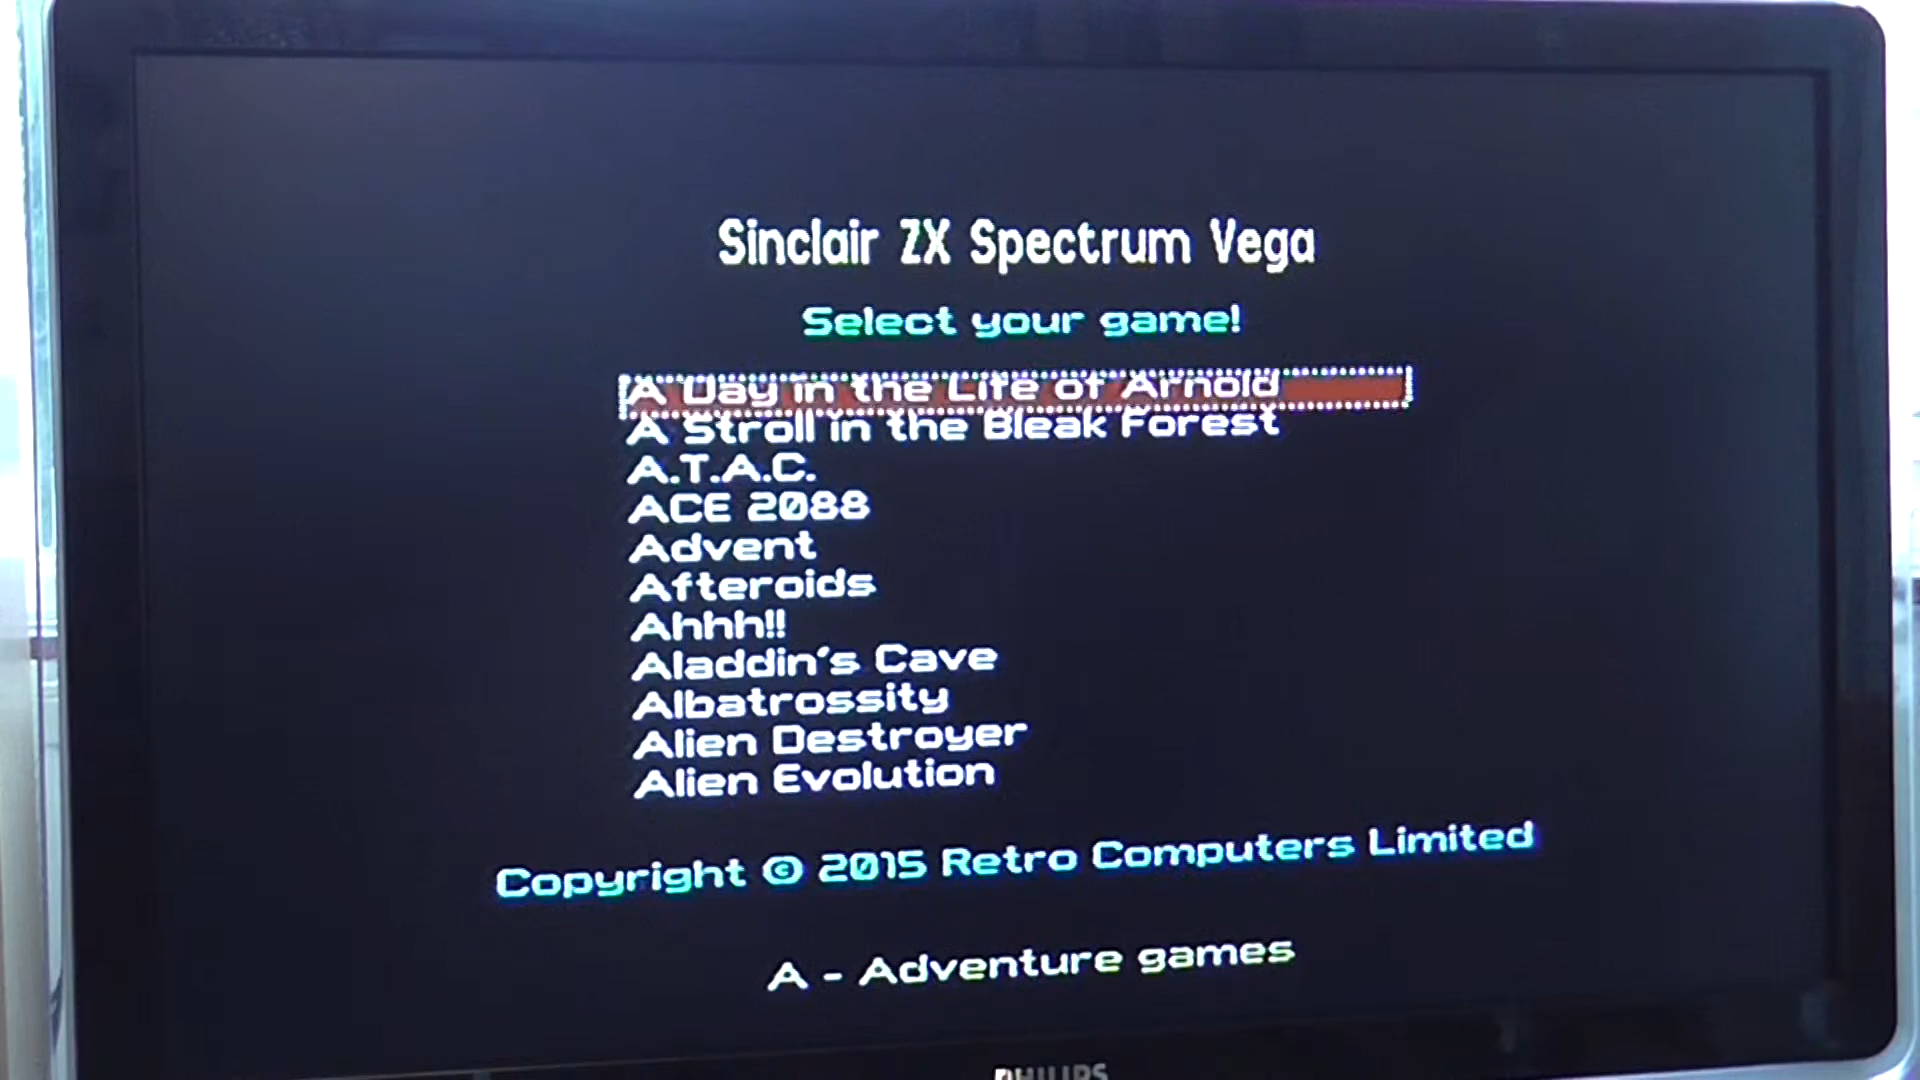 Sinclair ZX Spectrum Vega
Select your game!
A Day in the Life of Arnold
A Stroll in the Bleak Forest
A.T.A.C.
ACE 2088
Advent
Afteroids
Ahhh!!
Aladdin's Cave
Albatrossity
Alien Destroyer
Alien Evolution
Copyright © 2015 Retro Computers Limited
A - Adventure games
PHILIPS